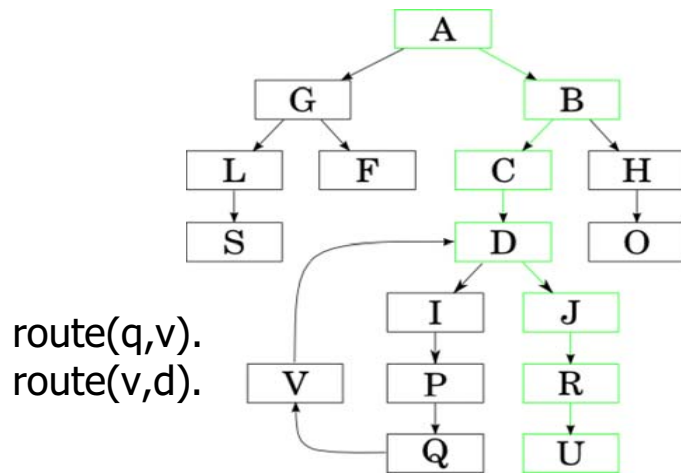 A
G B
L F C H
S D O
I J
route(q,v).
route(v,d). V P R
Q U